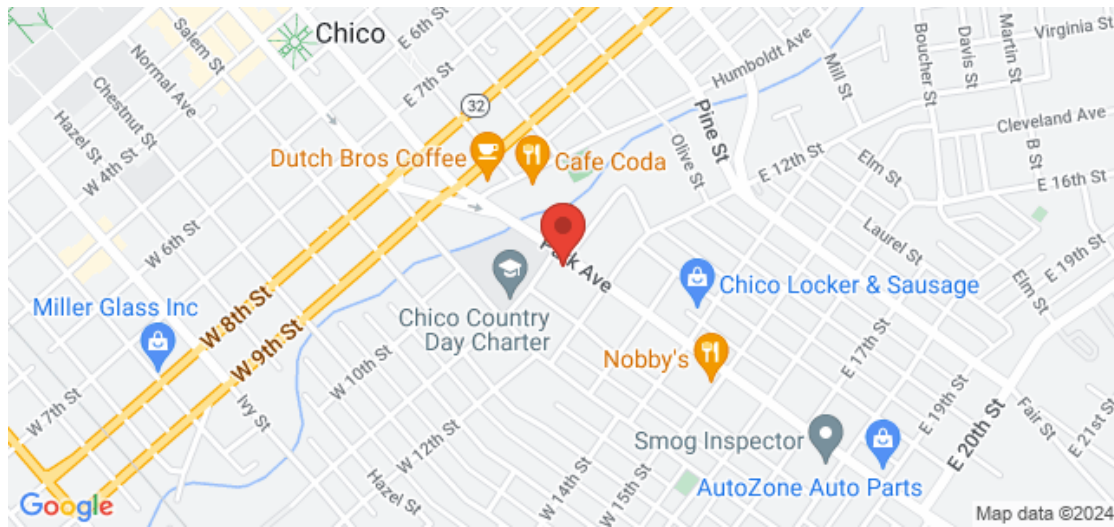 E 6th St
Chico
Salem St
Normal Ave
Chestnut St
Hazel St
W 4th St
W 6th St
E 7th St
32
Humboldt Ave
Mill St
Boucher St
Davis St
Martin St
Virginia St
Cleveland Ave
B St
E 16th St
Pine St
Olive St
E 12th St
Elm St
Dutch Bros Coffee
Cafe Coda
Park Ave
Laurel St
Elm St
E 19th St
Chico Locker & Sausage
Chico Country
Day Charter
Miller Glass Inc
W 8th St
W 9th St
W 10th St
W 7th St
Ivy St
W 12th St
Hazel St
Nobby's
E 17th St
E 19th St
E 20th St
Fair St
E 21st St
Smog Inspector
AutoZone Auto Parts
W 14th St
W 15th St
Google
Map data ©2024